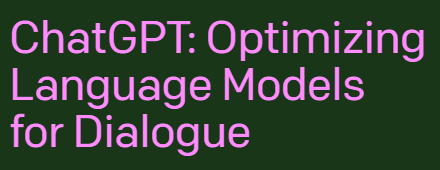 ChatGPT: Optimizing
Language Models
for Dialogue